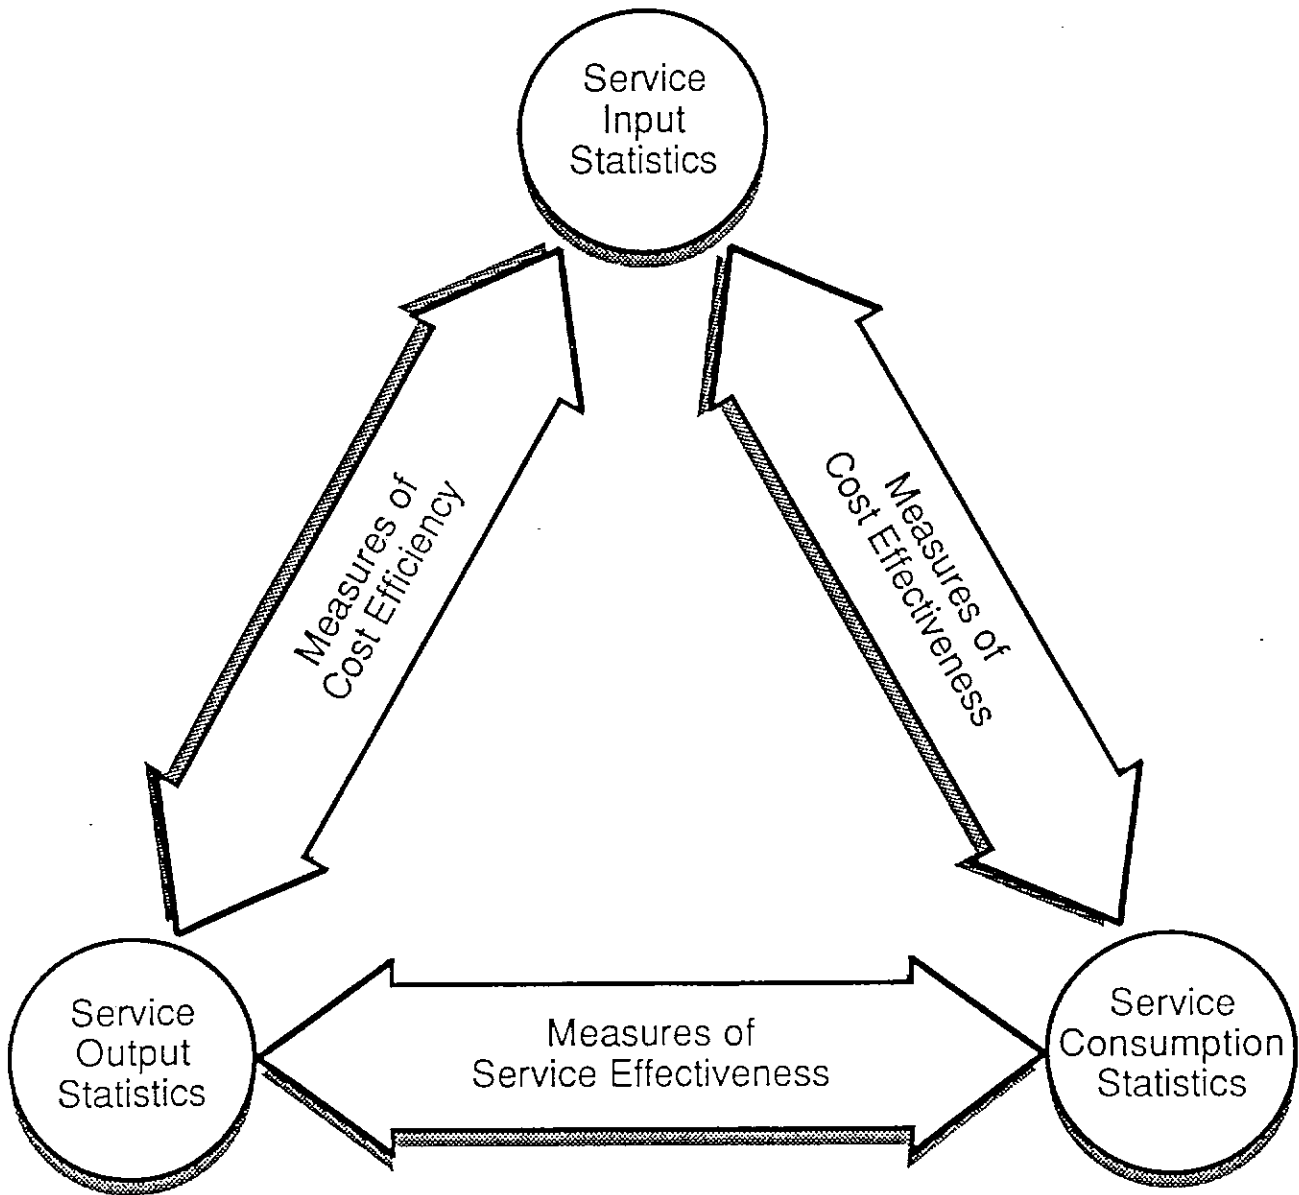 Service
Input
Statistics
Measures of
Cost Efficiency
Measures of
Cost Effectiveness
Service
Output
Statistics
Measures of
Service Effectiveness
Service
Consumption
Statistics